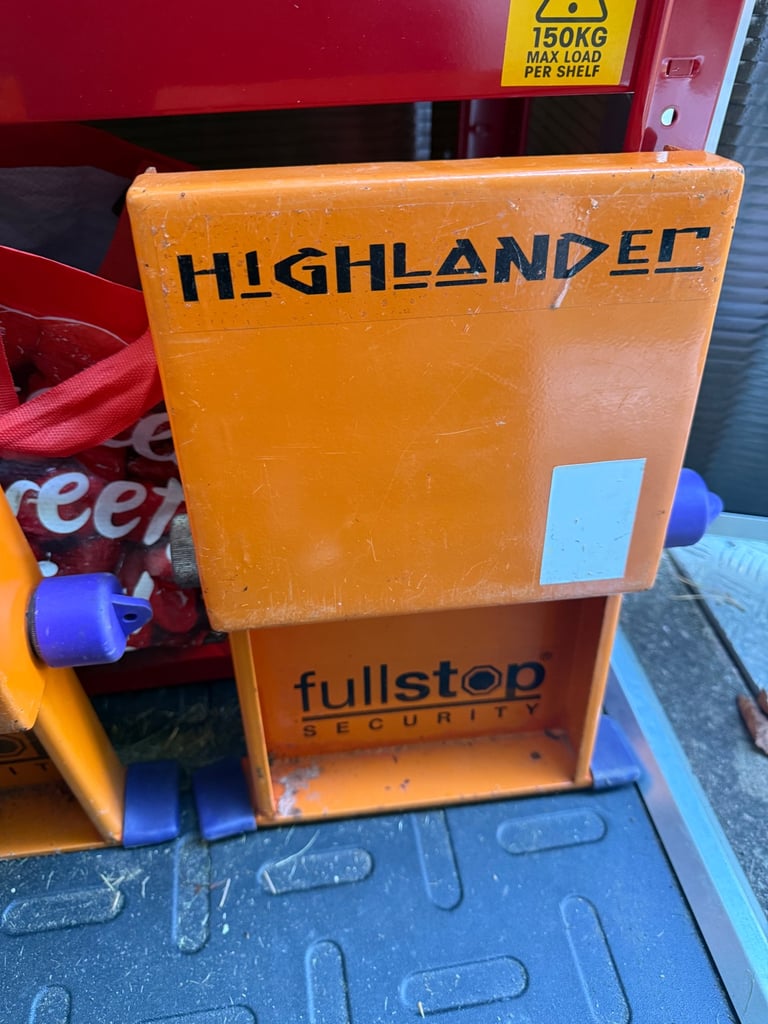 150KG
MAX LOAD
PER SHELF
HIGHLANDER
fullstop®
SECURITY